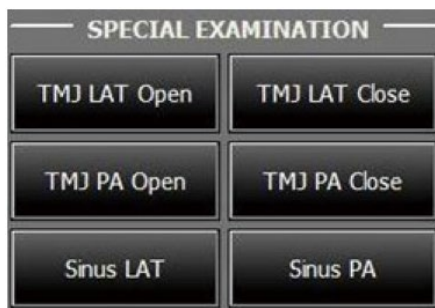 SPECIAL EXAMINATION
TMJ LAT Open
TMJ LAT Close
TMJ PA Open
TMJ PA Close
Sinus LAT
Sinus PA